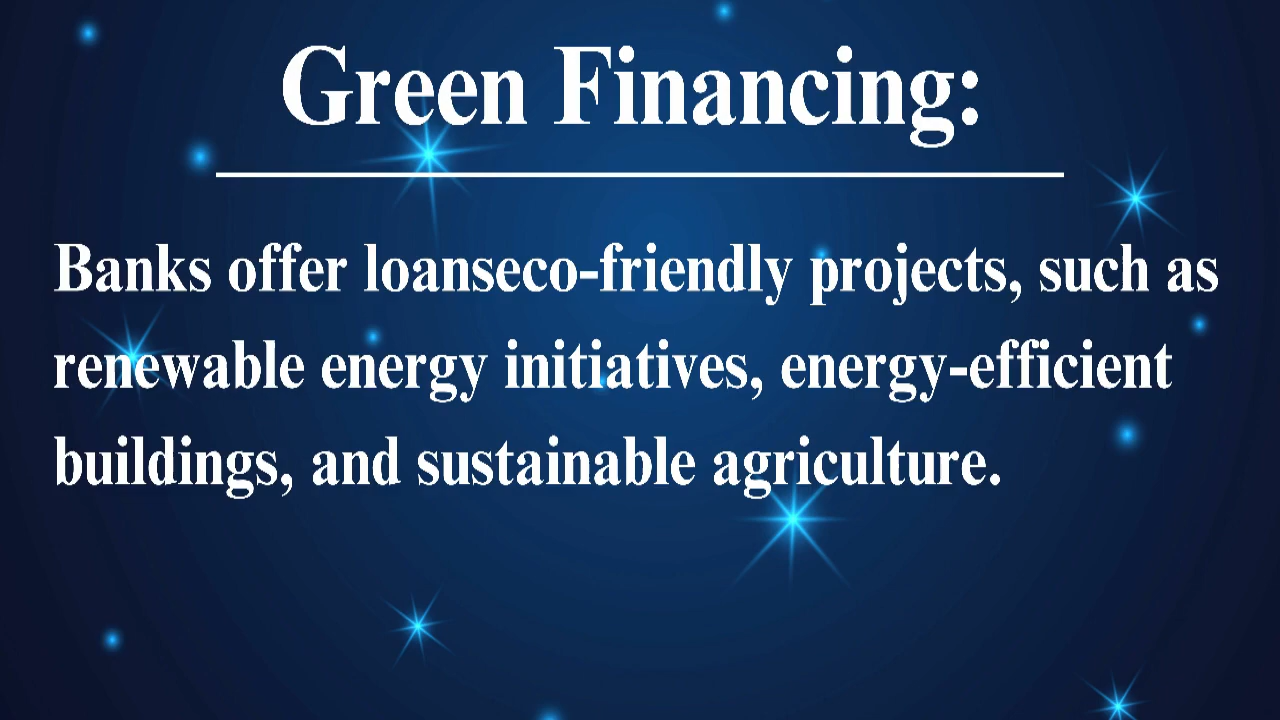 Green Financing:
Banks offer loanseco-friendly projects, such as
renewable energy initiatives, energy-efficient
buildings, and sustainable agriculture.